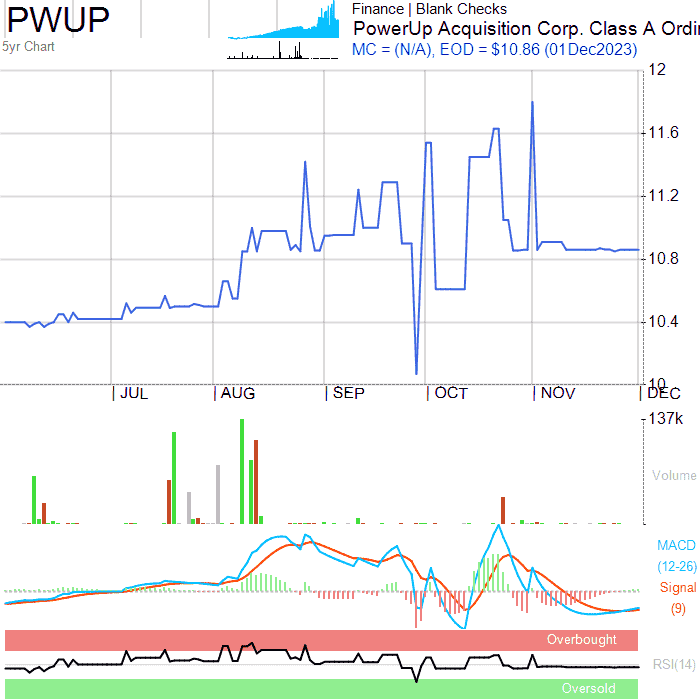 PWUP
5yr Chart
Finance | Blank Checks
PowerUp Acquisition Corp. Class A Ordi
MC = (N/A), EOD = $10.86 (01Dec2023)
12
11.6
11.2
10.8
10.4
10
JUL
AUG
SEP
OCT
NOV
DEC
137k
Volume
MACD
(12-26)
Signal
(9)
Overbought
RSI(14)
Oversold